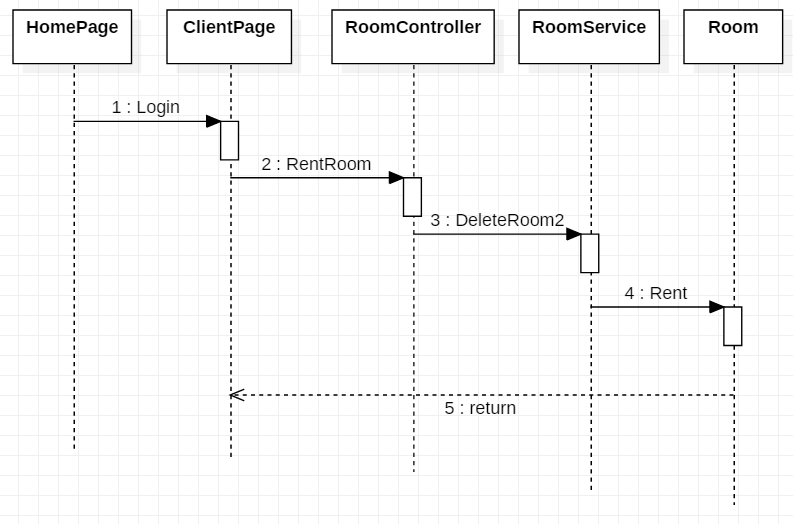 HomePage
ClientPage
RoomController
RoomService
Room
1 : Login
2 : RentRoom
3 : DeleteRoom2
4 : Rent
5 : return